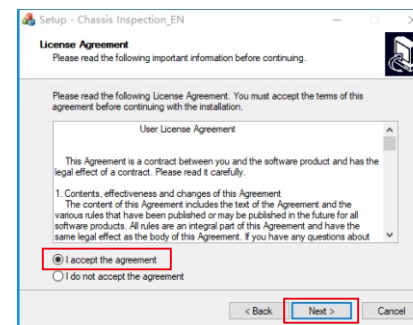 Setup - Chassis Inspection_EN
License Agreement
Please read the following important information before continuing.
Please read the following License Agreement. You must accept the terms of this
agreement before continuing with the installation.
User License Agreement
This Agreement is a contract between you and the software product and has the
legal effect of a contract. Please read it carefully.
1. Contents, effectiveness and changes of this Agreement
The content of this Agreement includes the text of the Agreement and the
various rules that have been published or may be published in the future for all
software products. All rules are an integral part of this Agreement and have the
same legal effect as the body of this Agreement. If you have any questions about
I accept the agreement
I do not accept the agreement
< Back Next > Cancel